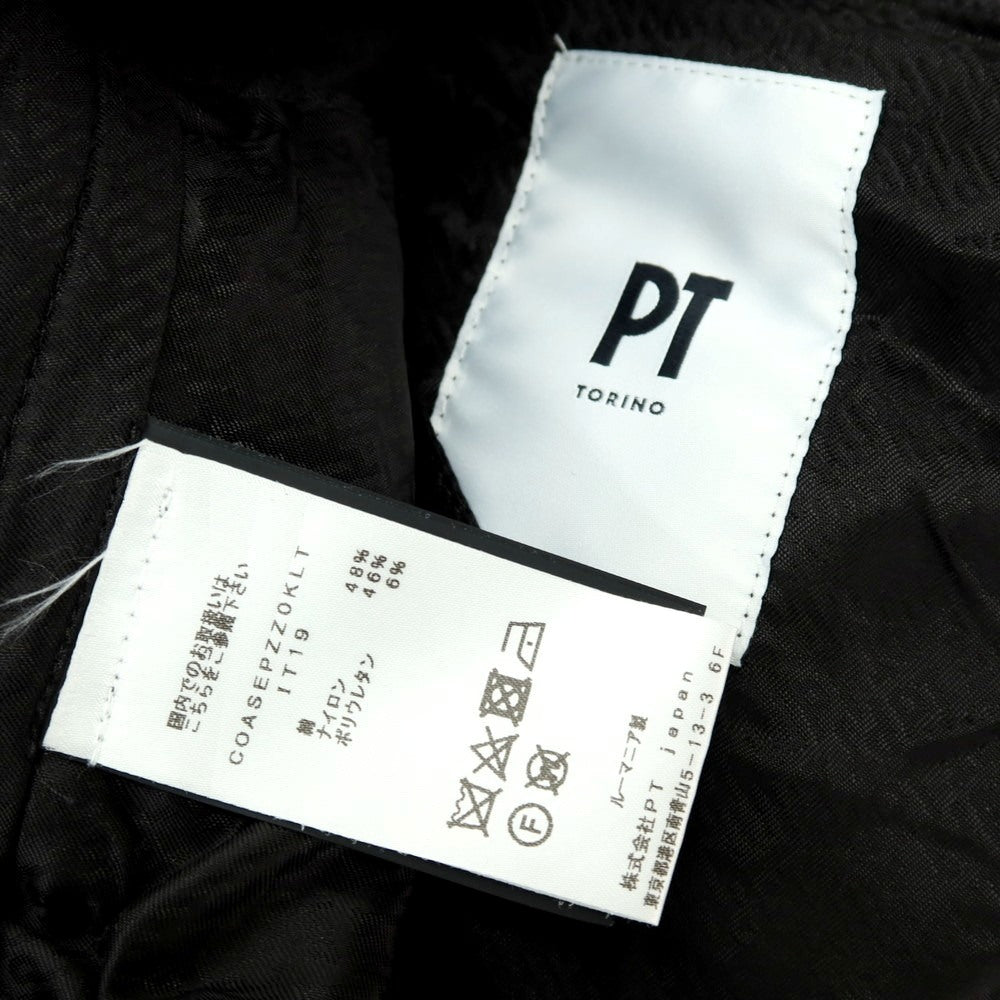 PT
TORINO
国内でのお取扱いは
こちらをご参照下さい
COASEPZZ0KLT
IT19
綿 48%
ナイロン 46%
ポリウレタン 6%
F
ルーマニア製
株式会社PT japan
東京都港区南青山5-13-3 6F